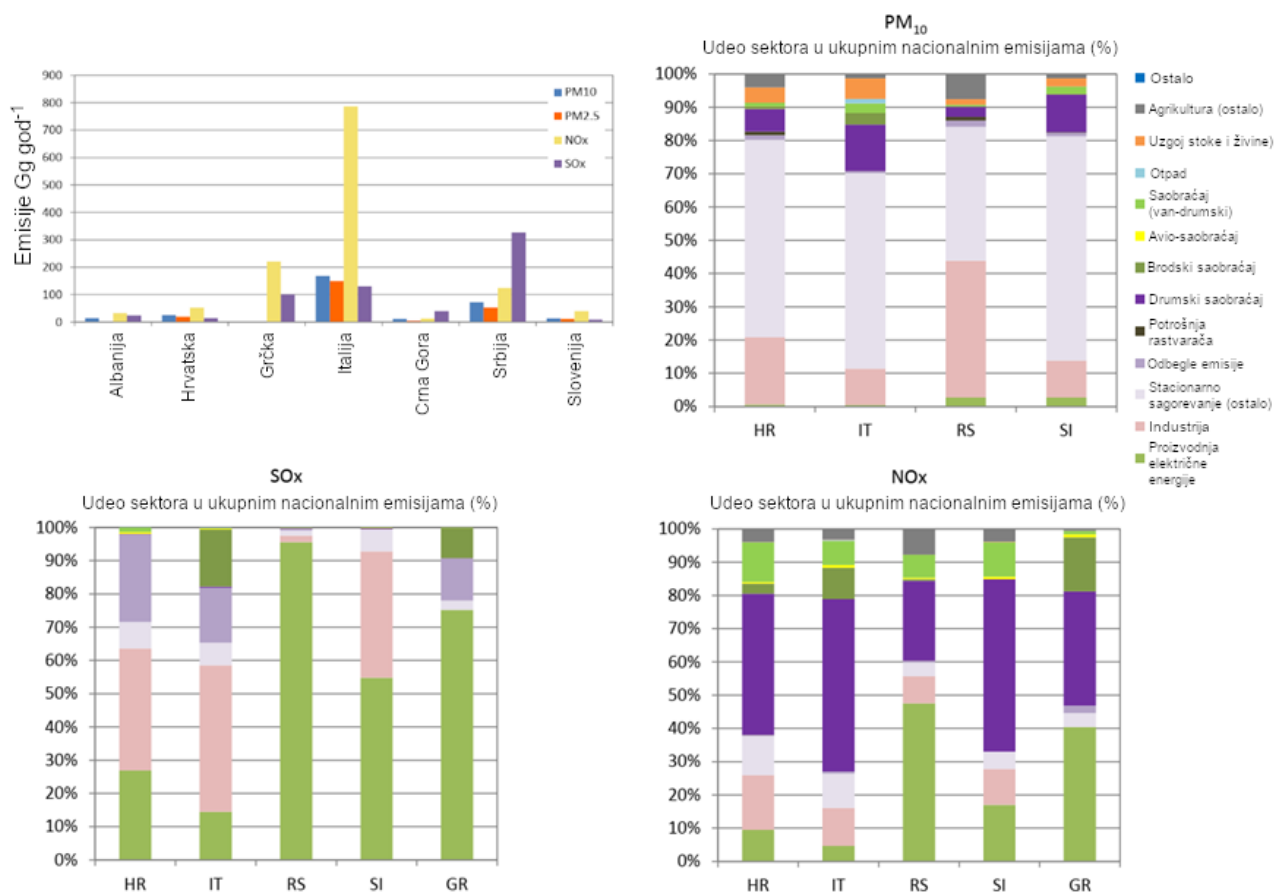 900
800
700
600
500
400
300
200
100
0
Emisije Gg god-1
PM10
PM2.5
NOx
SOx
Albanija
Hrvatska
Grčka
Italija
Crna Gora
Srbija
Slovenija
PM10
Udeo sektora u ukupnim nacionalnim emisijama (%)
100%
90%
80%
70%
60%
50%
40%
30%
20%
10%
0%
HR IT RS SI
Ostalo
Agrikultura (ostalo)
Uzgoj stoke i živine)
Otpad
Saobraćaj
(van-drumski)
Avio-saobraćaj
Brodski saobraćaj
Drumski saobraćaj
Potrošnja
rastvarača
Odbegle emisije
Stacionarno
sagorevanje (ostalo)
Industrija
Proizvodnja
električne
energije
SOx
Udeo sektora u ukupnim nacionalnim emisijama (%)
100%
90%
80%
70%
60%
50%
40%
30%
20%
10%
0%
HR IT RS SI GR
NOx
Udeo sektora u ukupnim nacionalnim emisijama (%)
100%
90%
80%
70%
60%
50%
40%
30%
20%
10%
0%
HR IT RS SI GR